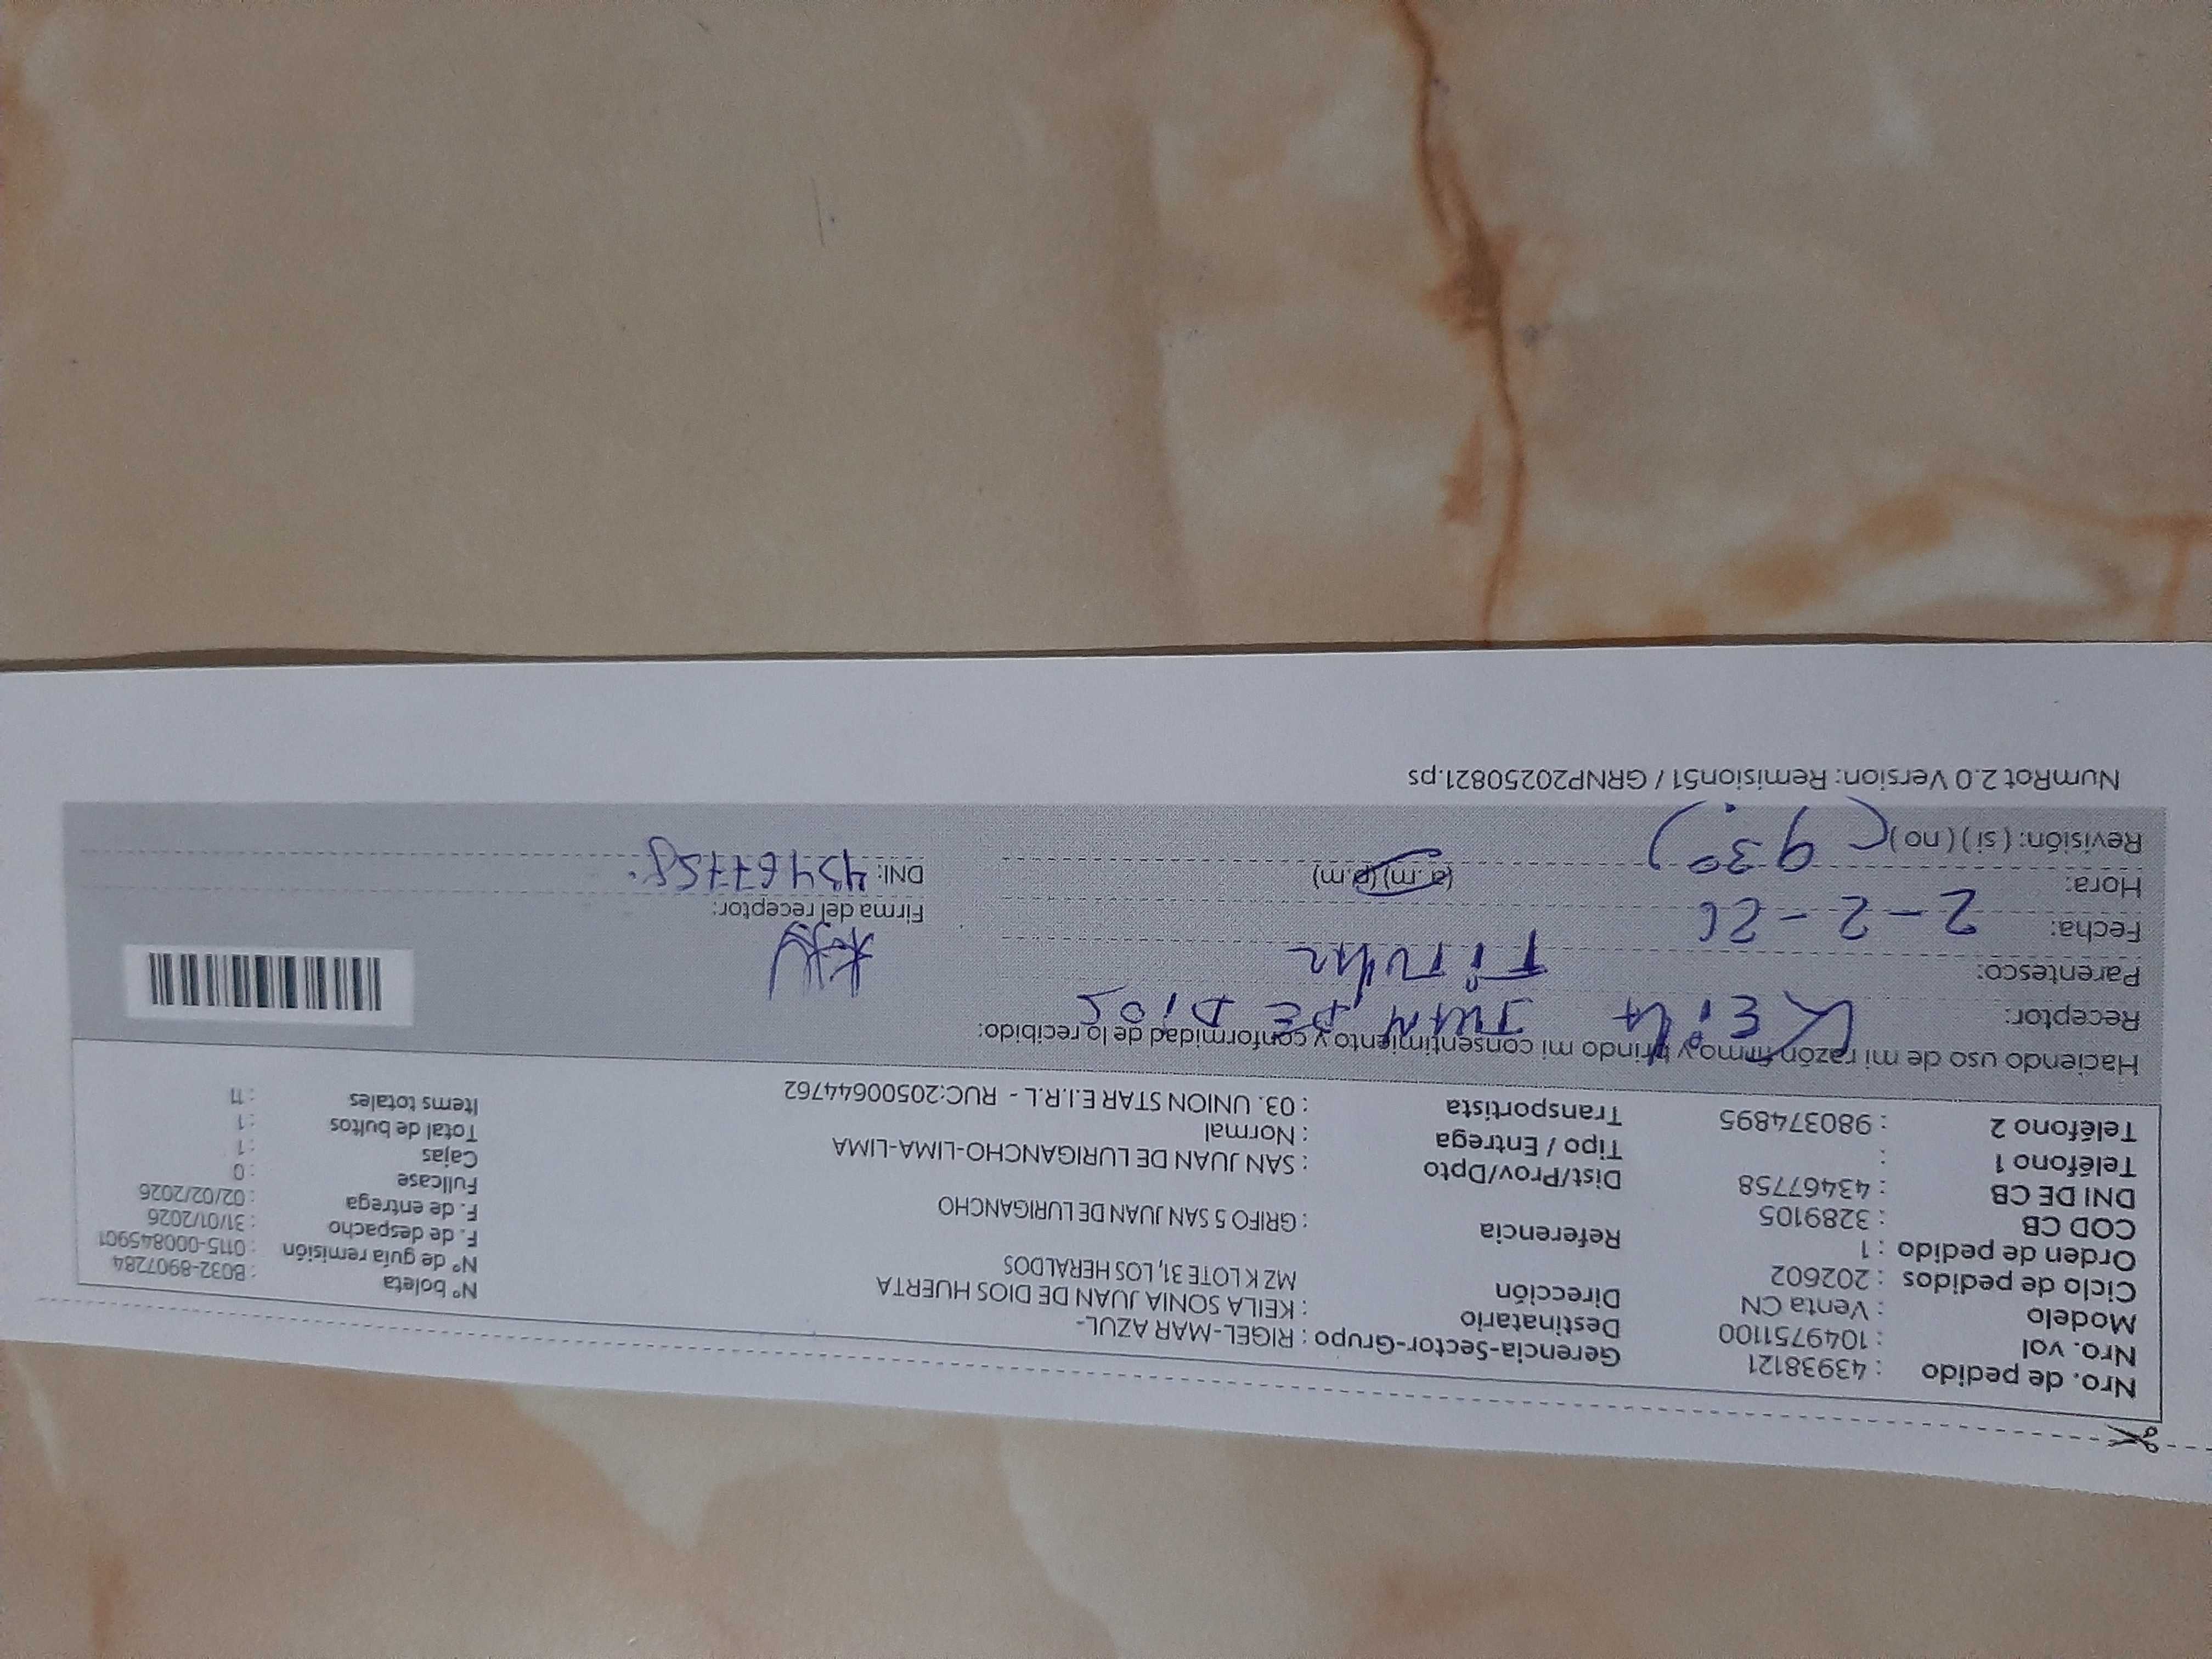 Nro. de pedido : 43938121
Nro. vol : 1049751100
Modelo : Venta CN
Ciclo de pedidos : 202602
Orden de pedido : 1
COD CB : 3289105
DNI DE CB : 43467758
Teléfono 1 :
Teléfono 2 : 980374895
Gerencia-Sector-Grupo : RIGEL-MAR AZUL-
Destinatario : KEILA SONIA JUAN DE DIOS HUERTA
Dirección MZ K LOTE 31, LOS HERALDOS
Referencia : GRIFO 5 SAN JUAN DE LURIGANCHO
Dist/Prov/Dpto : SAN JUAN DE LURIGANCHO-LIMA-LIMA
Tipo / Entrega : Normal
Transportista : 03. UNION STAR E.I.R.L - RUC:20500644762
N° boleta : B032-8907284
N° de guía remisión : 0115-000845901
F. de despacho : 31/01/2026
F. de entrega : 02/02/2026
Fullcase : 0
Cajas : 1
Total de bultos : 1
Items totales : 11
Haciendo uso de mi razón firmo y brindo mi consentimiento y conformidad de lo recibido:
Receptor: KEiLA JUAN DE DiOS
Parentesco: Titular
Fecha: 2-2-26
Hora: (a.m) (p.m)
Revisión: ( si ) ( no ) (930)
Firma del receptor:
DNI: 43467758.
NumRot 2.0 Version: Remision51 / GRNP20250821.ps